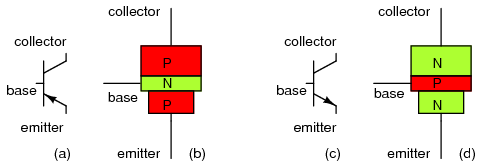 collector
base
emitter
(a)
collector
P
N
P
base
emitter
(b)
collector
base
emitter
(c)
collector
N
P
N
base
emitter
(d)